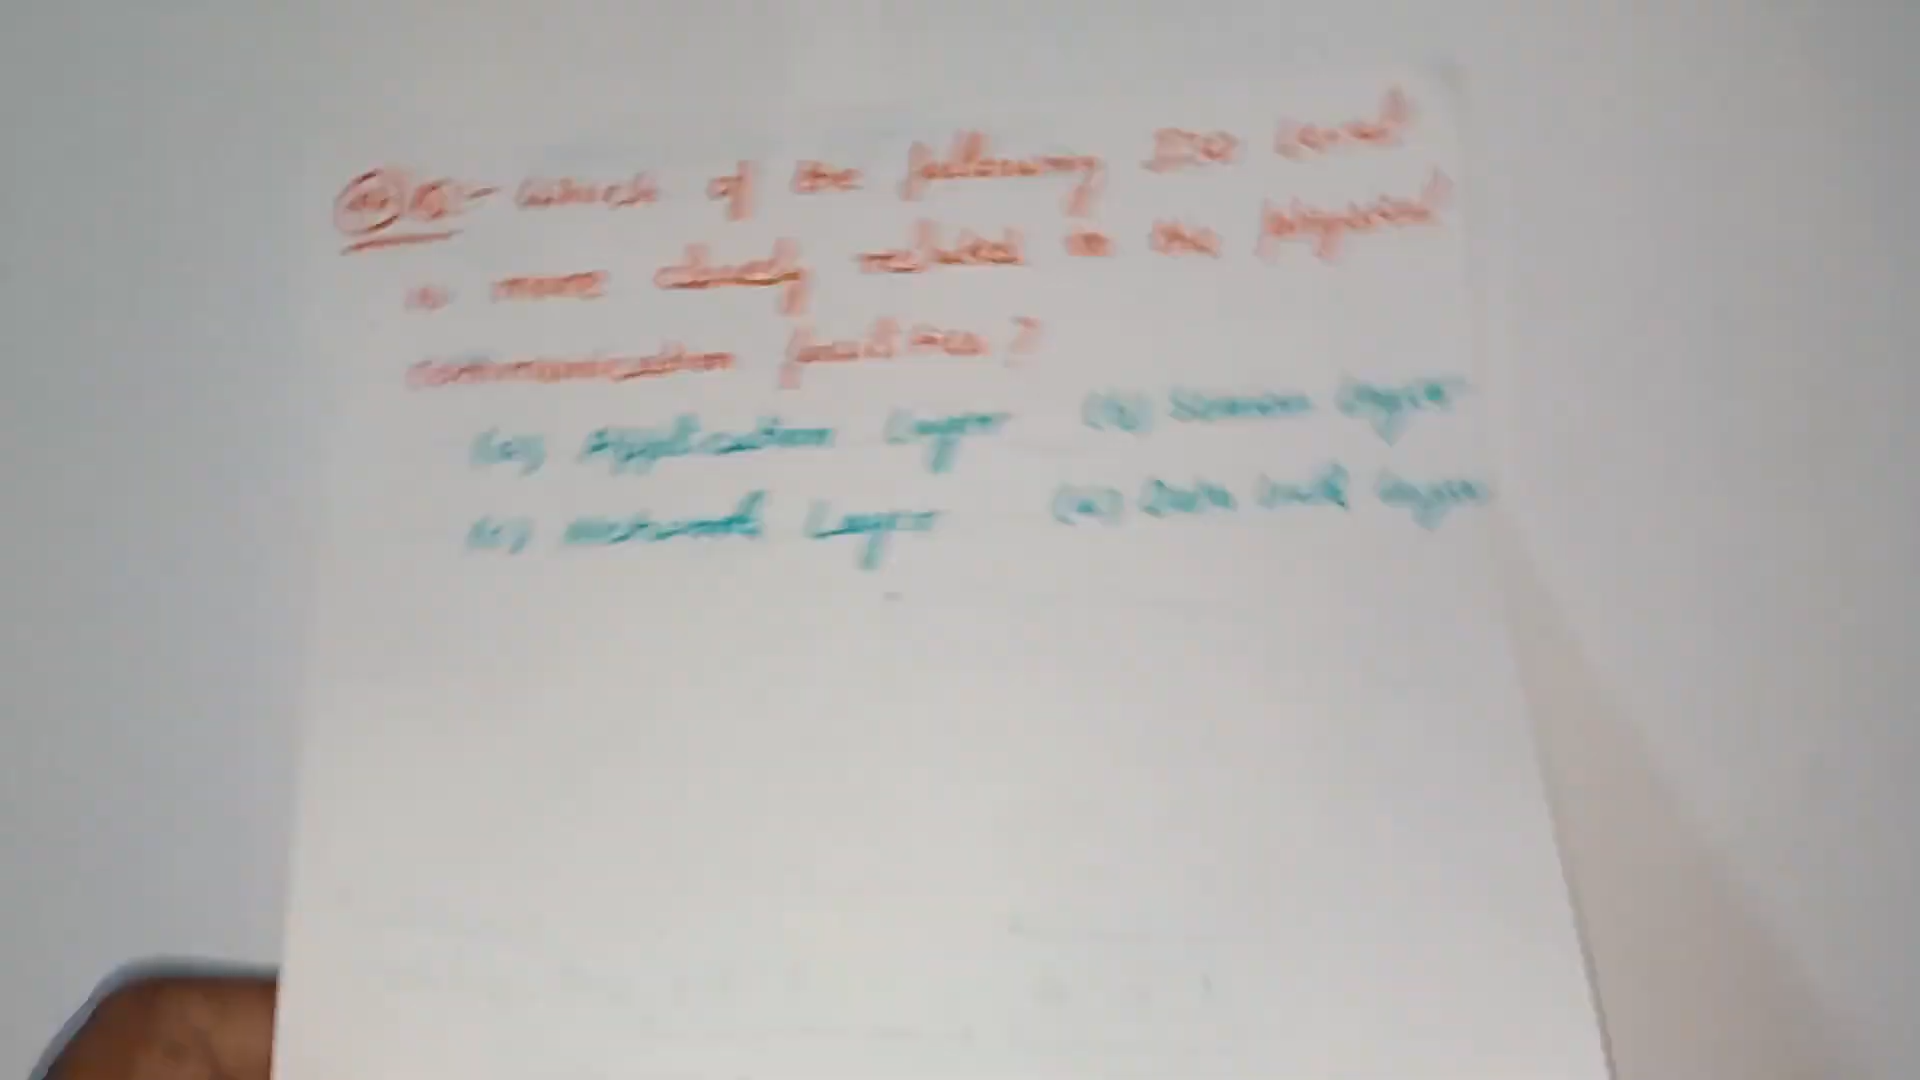 which of the following ISO level
is more closely related to the physical
communication facilities?
(a) Application Layer (b) Session layer
(c) Network Layer (d) Data Link layer